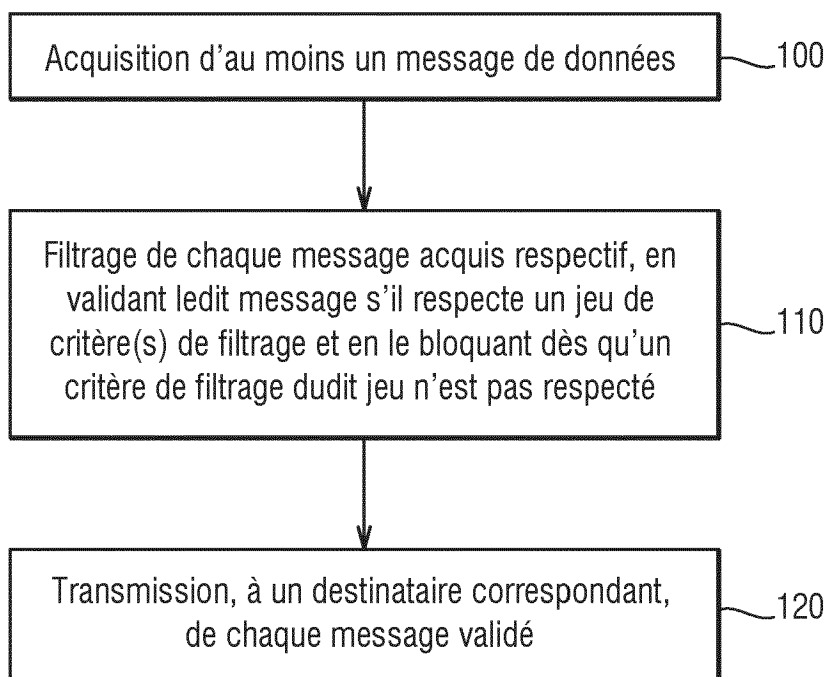 Acquisition d'au moins un message de données
100
Filtrage de chaque message acquis respectif, en
validant ledit message s'il respecte un jeu de
critère(s) de filtrage et en le bloquant dès qu'un
critère de filtrage dudit jeu n'est pas respecté
110
Transmission, à un destinataire correspondant,
de chaque message validé
120